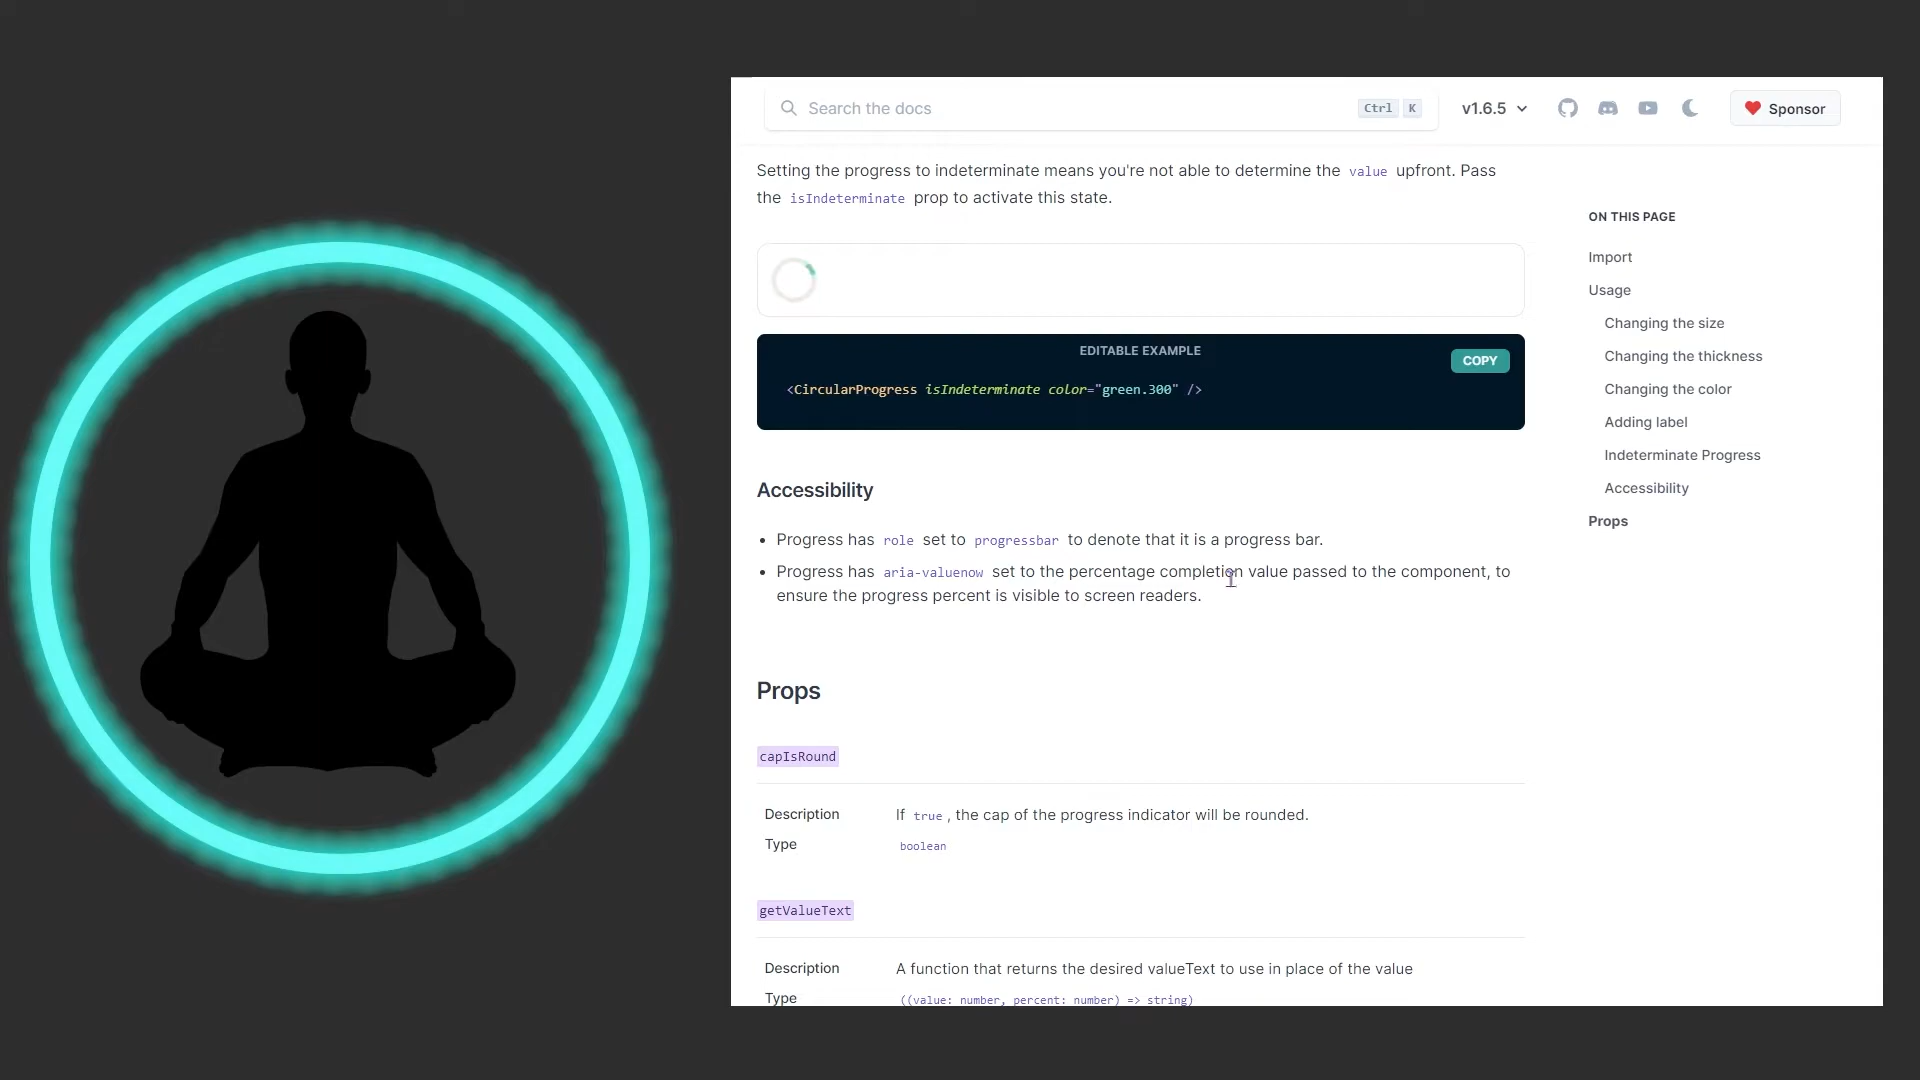 Search the docs
Ctrl K
v1.6.5
Sponsor
Setting the progress to indeterminate means you're not able to determine the value upfront. Pass
the isIndeterminate prop to activate this state.
EDITABLE EXAMPLE
COPY
<CircularProgress isIndeterminate color="green.300" />
Accessibility
• Progress has role set to progressbar to denote that it is a progress bar.
• Progress has aria-valuenow set to the percentage completion value passed to the component, to
ensure the progress percent is visible to screen readers.
Props
capIsRound
Description If true, the cap of the progress indicator will be rounded.
Type boolean
getValueText
Description A function that returns the desired valueText to use in place of the value
Type ((value: number, percent: number) => string)
ON THIS PAGE
Import
Usage
Changing the size
Changing the thickness
Changing the color
Adding label
Indeterminate Progress
Accessibility
Props